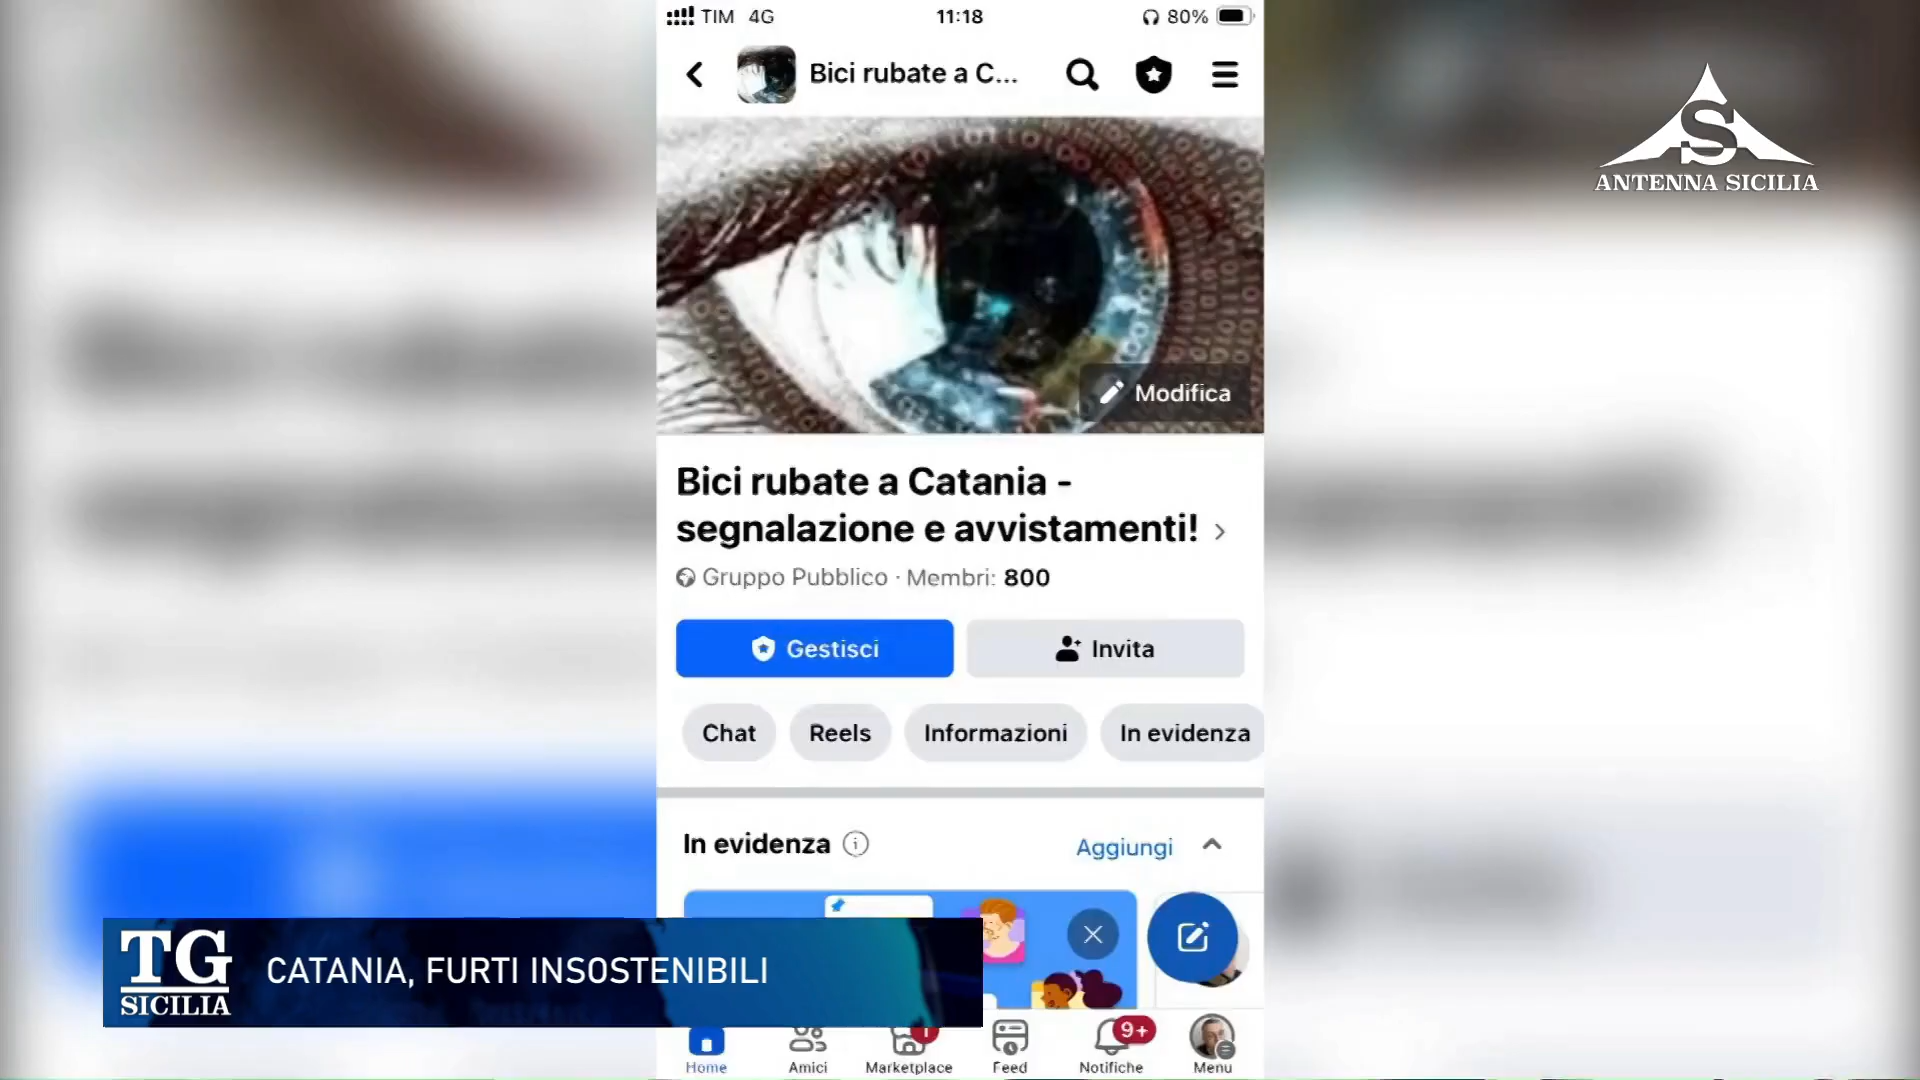 TIM 4G 11:18 80%
Bici rubate a C...
S
ANTENNA SICILIA
Modifica
Bici rubate a Catania -
segnalazione e avvistamenti!
Gruppo Pubblico · Membri: 800
Gestisci
Invita
Chat
Reels
Informazioni
In evidenza
In evidenza
Aggiungi
TG
SICILIA
CATANIA, FURTI INSOSTENIBILI
1
9+
Home
Amici
Marketplace
Feed
Notifiche
Menu